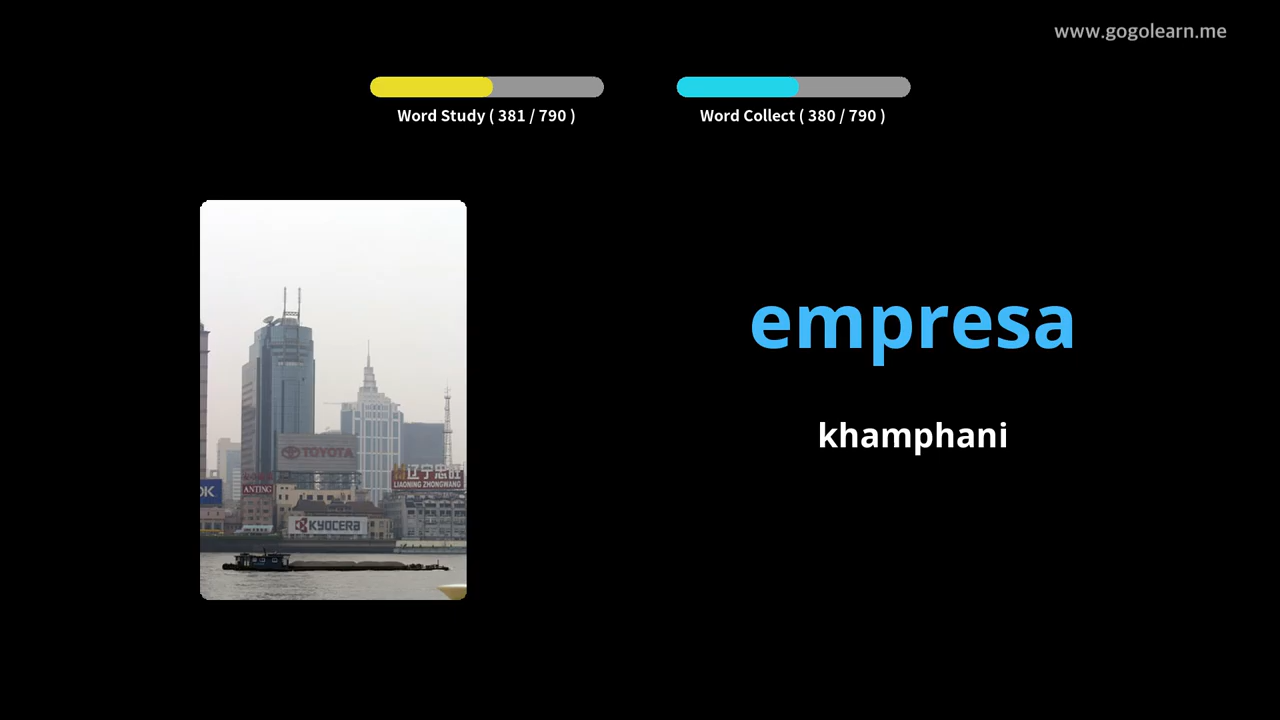 www.gogolearn.me
Word Study ( 381 / 790 )
Word Collect ( 380 / 790 )
empresa
khamphani
TOYOTA
辽宁忠旺
LIAONING ZHONGWANG
ANTING
OK
KYOCERA